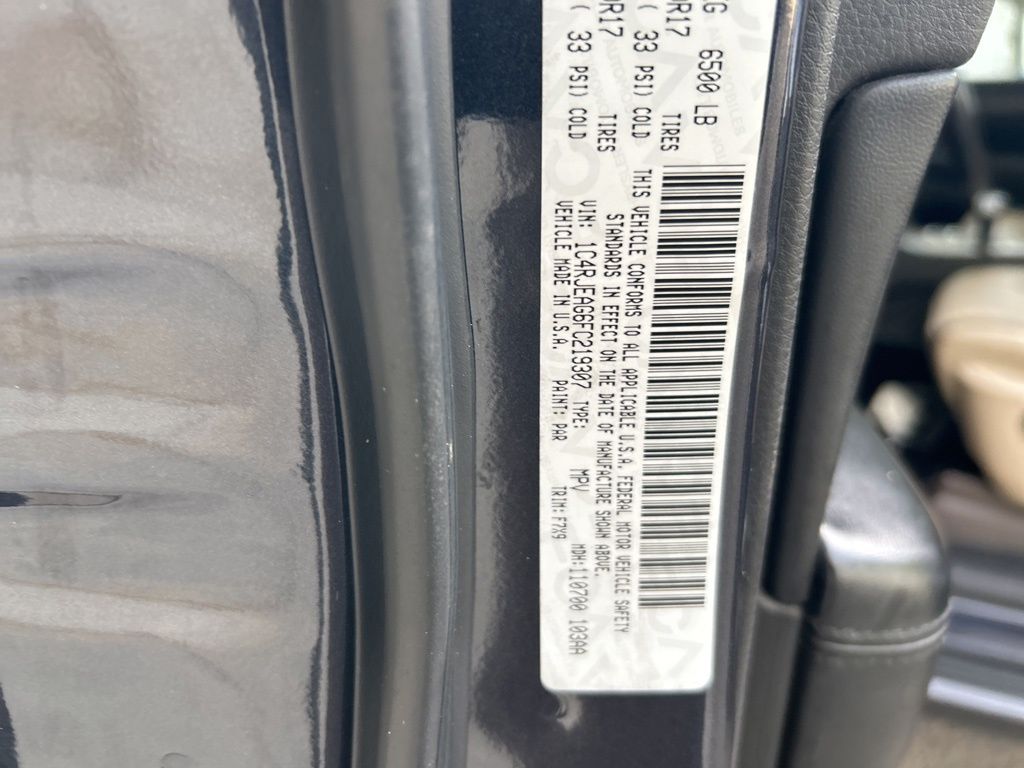 KG 6500 LB
R17 TIRES
( 33 PSI) COLD
R17 TIRES
( 33 PSI) COLD
THIS VEHICLE CONFORMS TO ALL APPLICABLE U.S.A. FEDERAL MOTOR VEHICLE SAFETY
STANDARDS IN EFFECT ON THE DATE OF MANUFACTURE SHOWN ABOVE.
VIN: 1C4RJEAG6FC219307 TYPE: MPV MDH:110700 103AA
VEHICLE MADE IN U.S.A. PAINT: PAR TRIM:F7X9